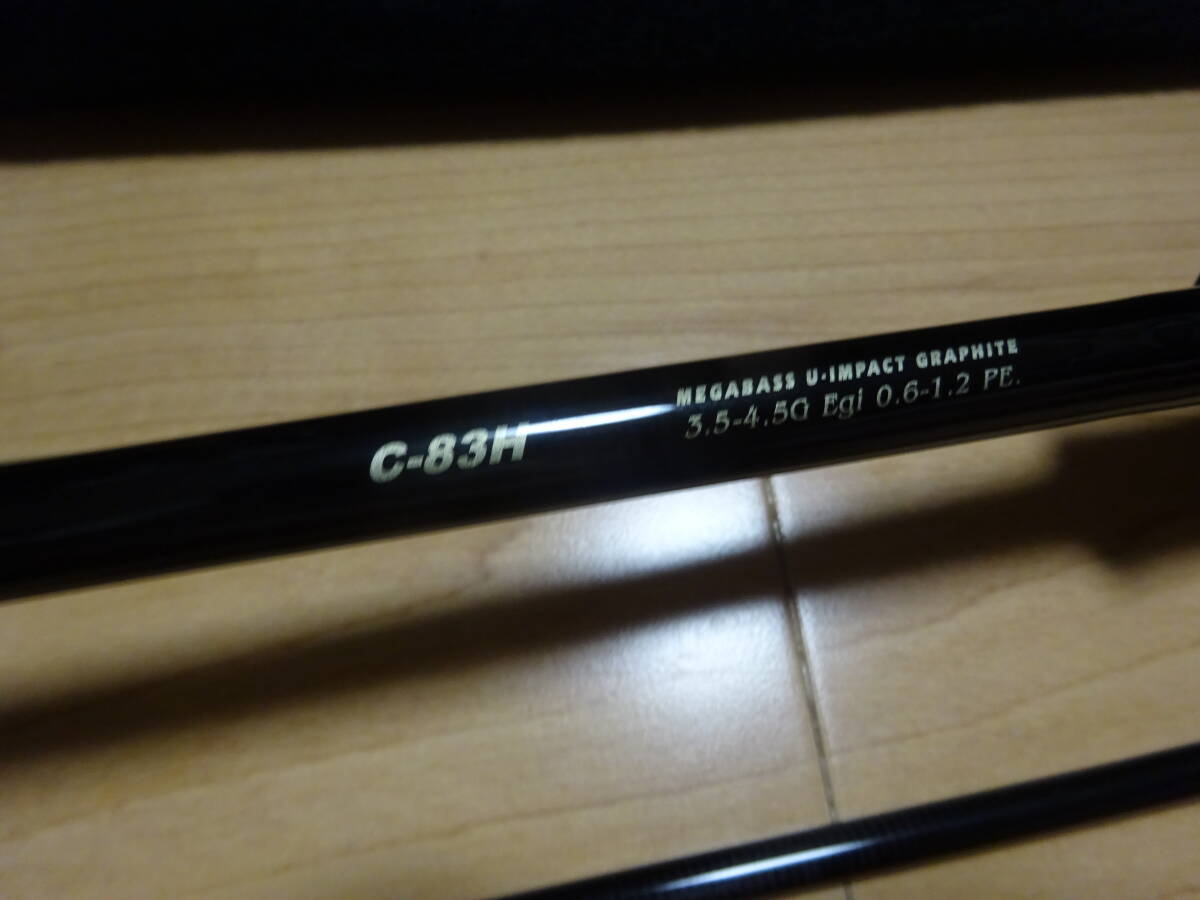 C-83H
MEGABASS U·IMPACT GRAPHITE
3.5-4.5G Egi 0.6-1.2 PE.